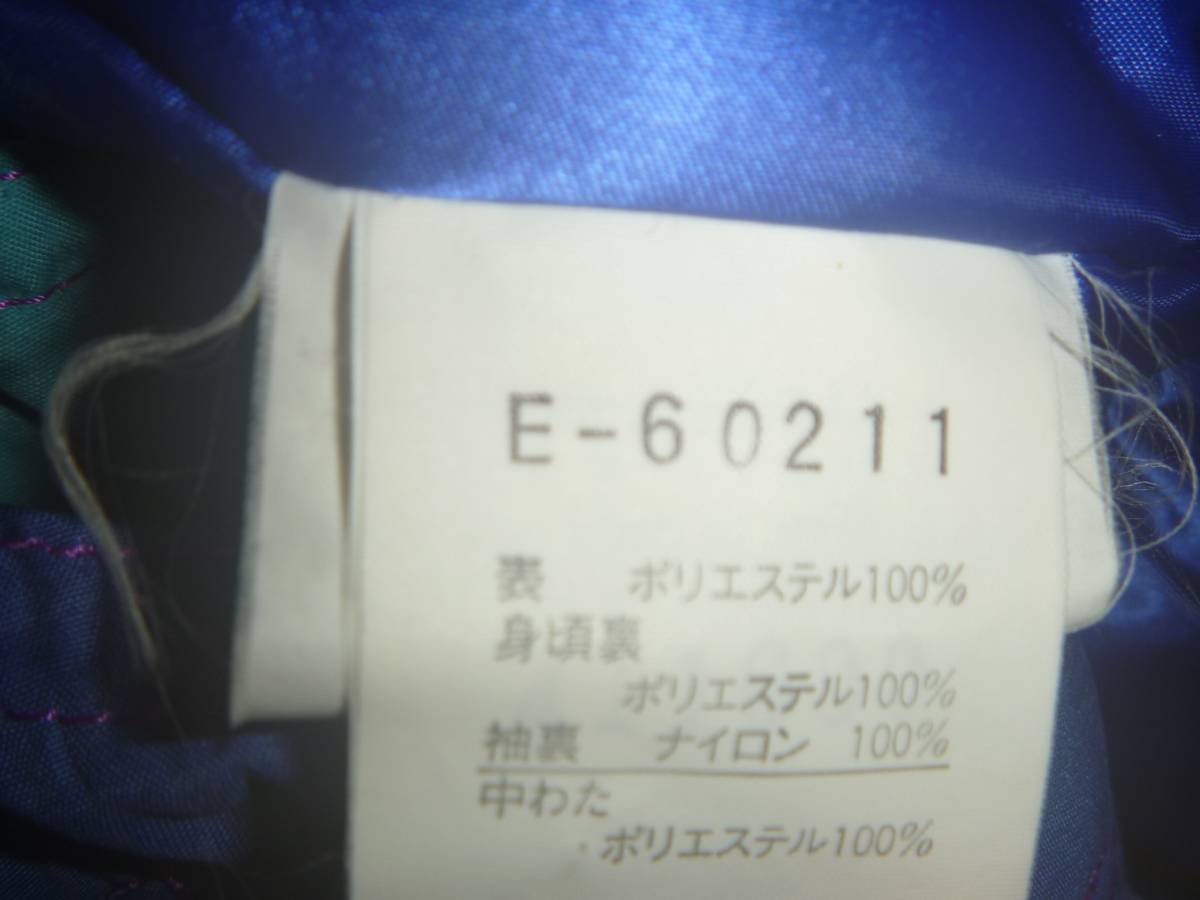 E-60211
表 ポリエステル100%
身頃裏
ポリエステル100%
袖裏 ナイロン 100%
中わた
・ポリエステル100%